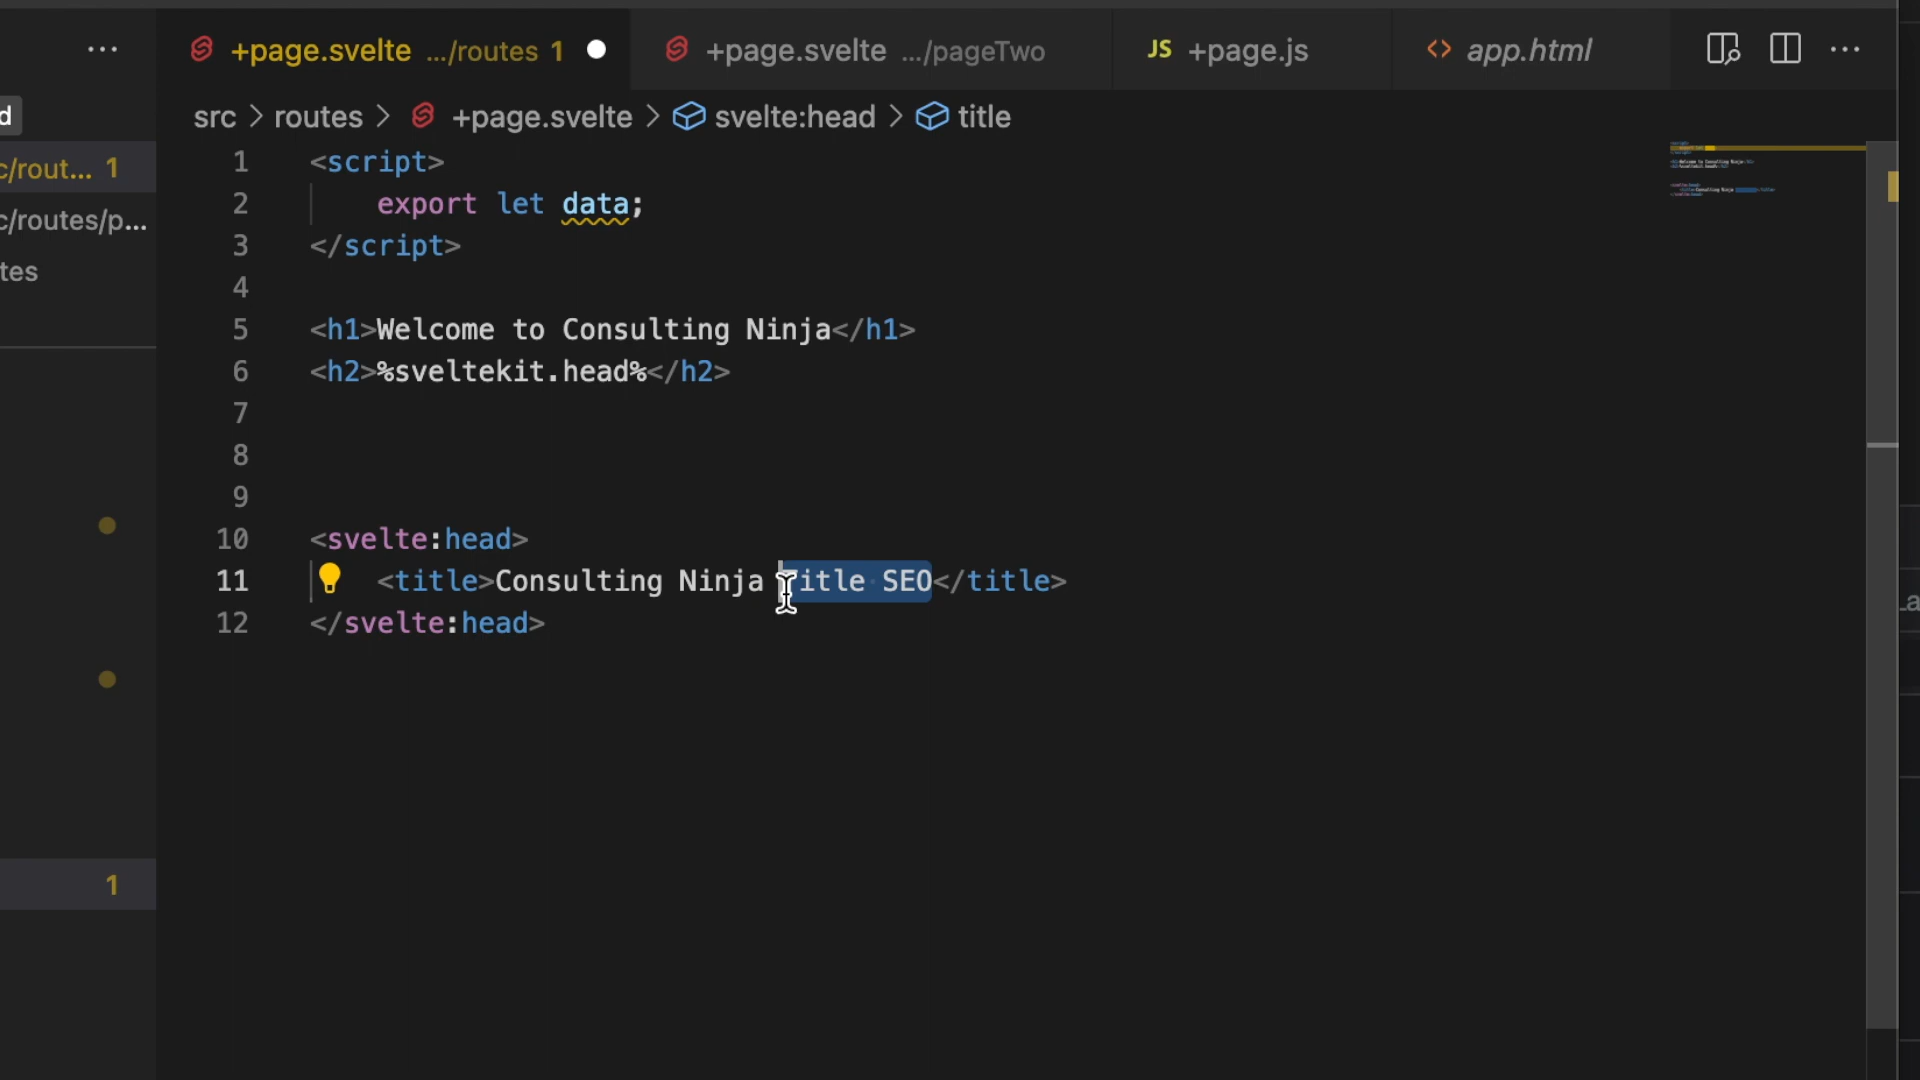 +page.svelte .../routes 1
+page.svelte .../pageTwo
JS +page.js
<> app.html
d
src > routes > +page.svelte > svelte:head > title
c/rout... 1
c/routes/p...
tes
1
1 <script>
2 export let data;
3 </script>
4
5 <h1>Welcome to Consulting Ninja</h1>
6 <h2>%sveltekit.head%</h2>
7
8
9
10 <svelte:head>
11 <title>Consulting Ninja Title SEO</title>
12 </svelte:head>
La